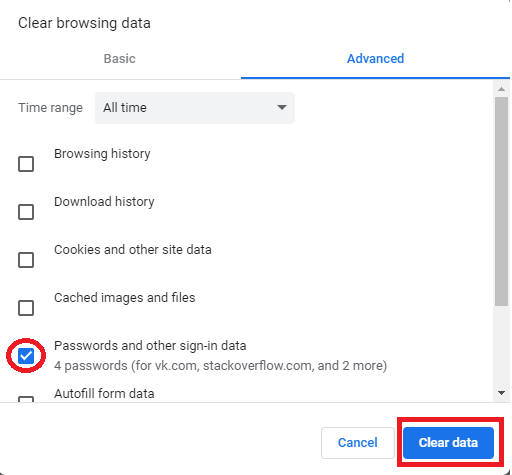 Clear browsing data
Basic
Advanced
Time range
All time
Browsing history
Download history
Cookies and other site data
Cached images and files
Passwords and other sign-in data
4 passwords (for vk.com, stackoverflow.com, and 2 more)
Autofill form data
Cancel
Clear data